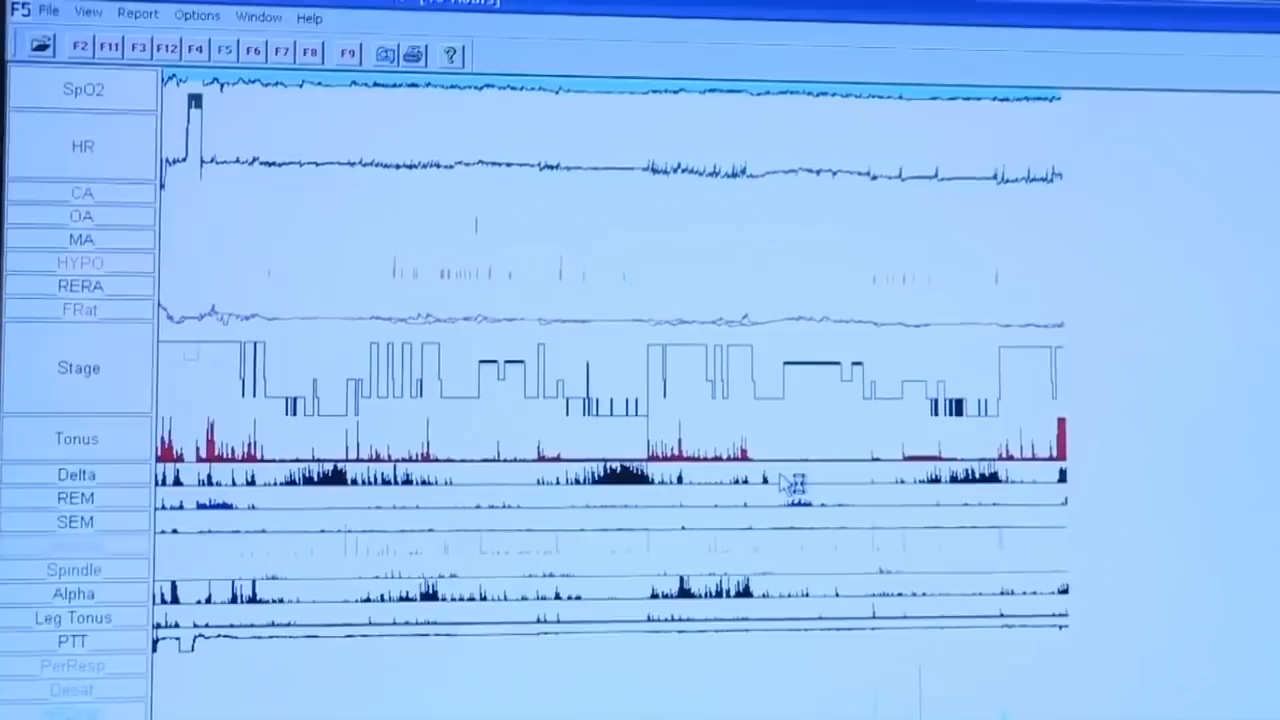 F5 File View Report Options Window Help
F2 F11 F3 F12 F4 F5 F6 F7 F8 F9 ?
SpO2
HR
CA
OA
MA
HYPO
RERA
FRat
Stage
Tonus
Delta
REM
SEM
Spindle
Alpha
Leg Tonus
PTT
PerResp
Desat